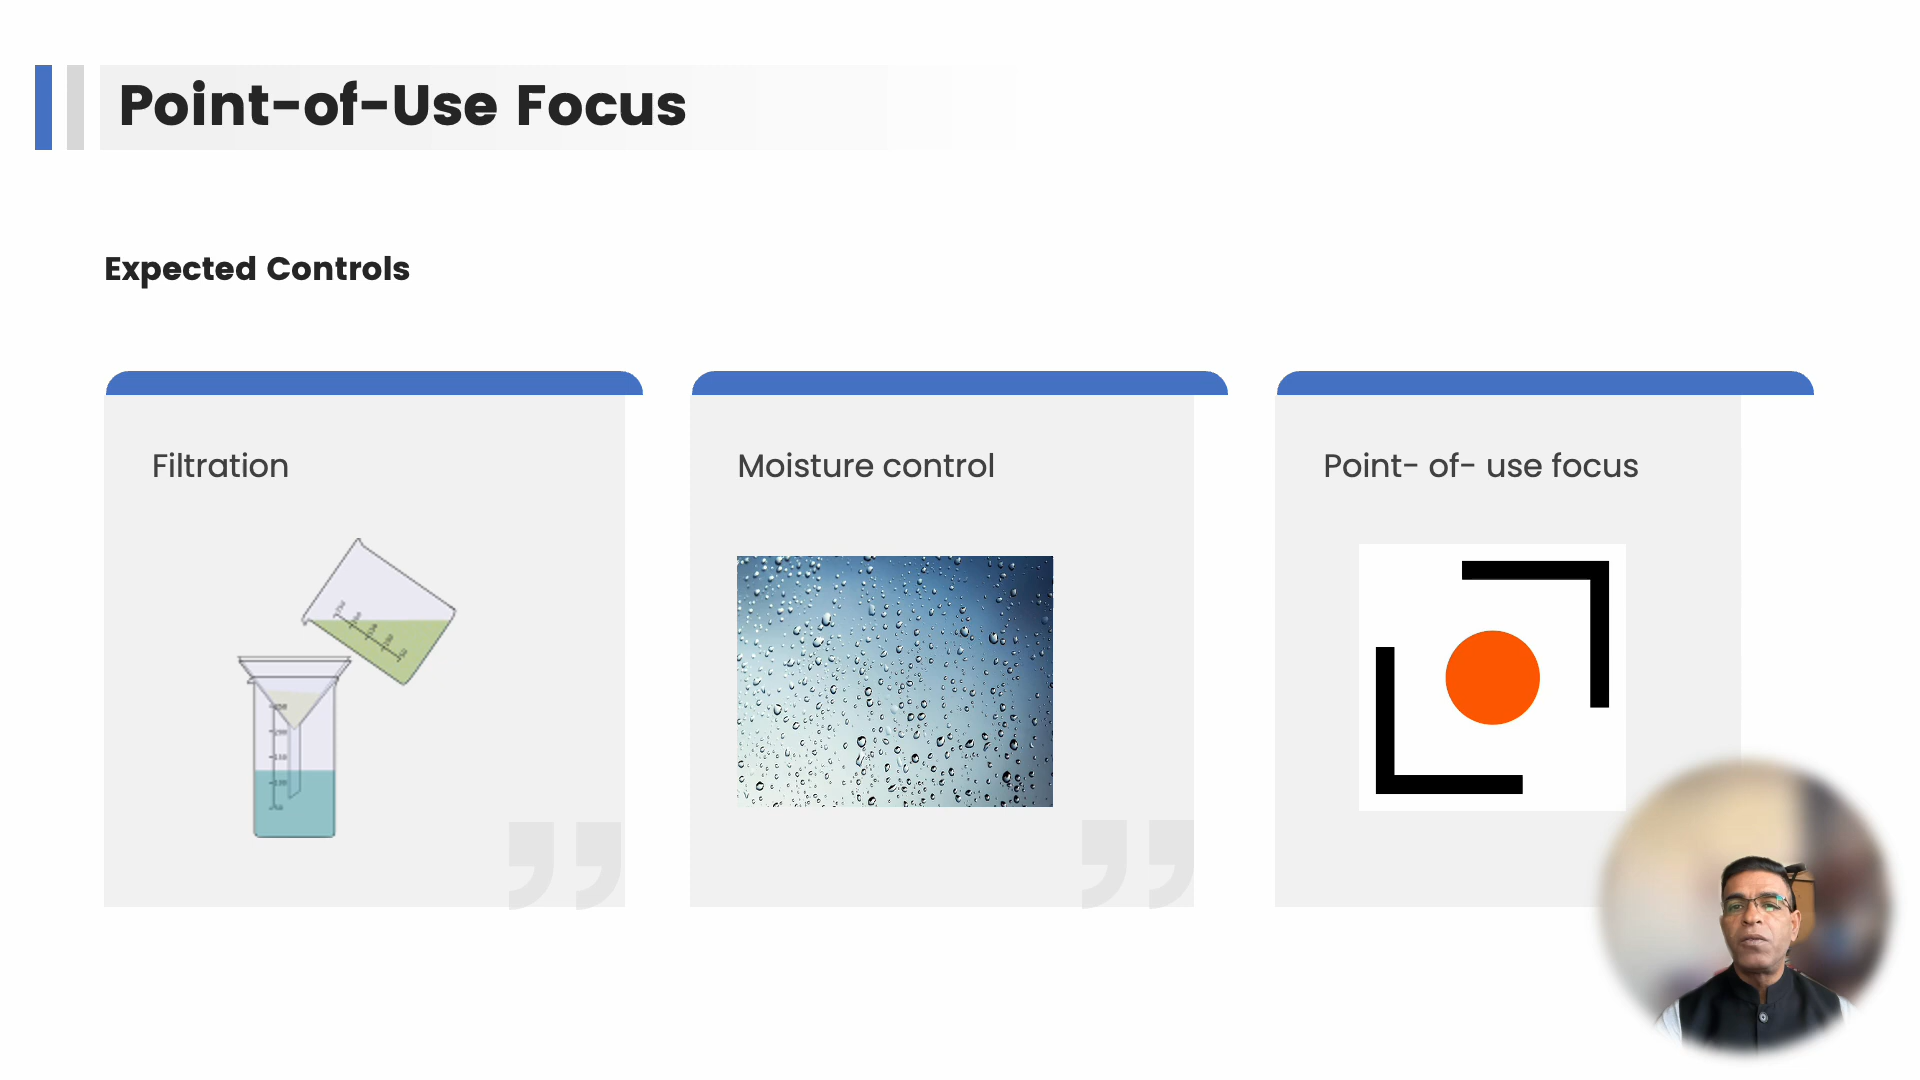 Point-of-Use Focus
Expected Controls
Filtration
Moisture control
Point- of- use focus